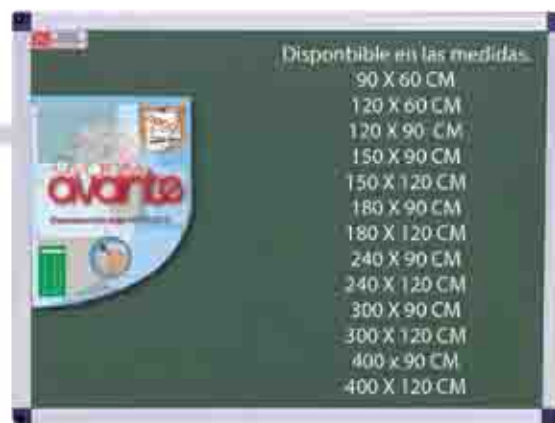 Disponbible en las medidas.
90 X 60 CM
120 X 60 CM
120 X 90 CM
150 X 90 CM
150 X 120 CM
180 X 90 CM
180 X 120 CM
240 X 90 CM
240 X 120 CM
300 X 90 CM
300 X 120 CM
400 x 90 CM
400 X 120 CM
avante